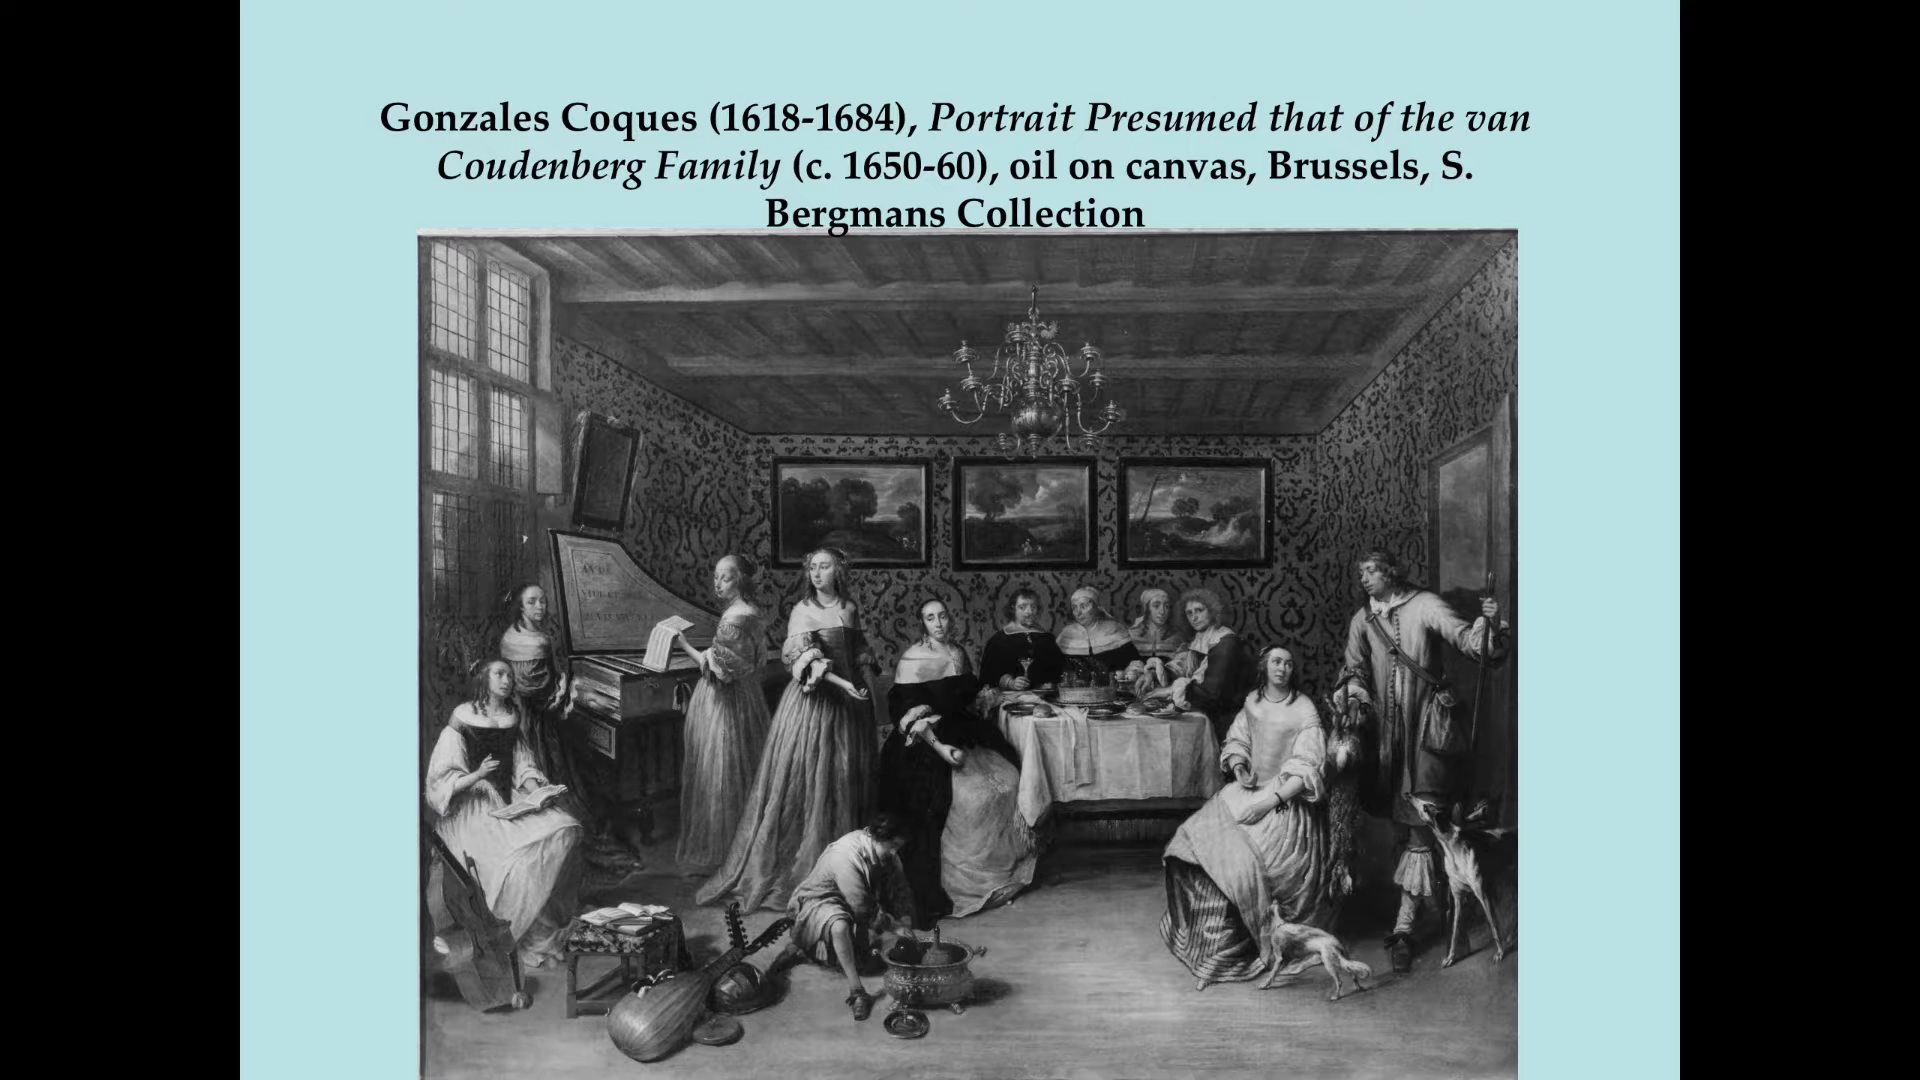 Gonzales Coques (1618-1684), Portrait Presumed that of the van
Coudenberg Family (c. 1650-60), oil on canvas, Brussels, S.
Bergmans Collection